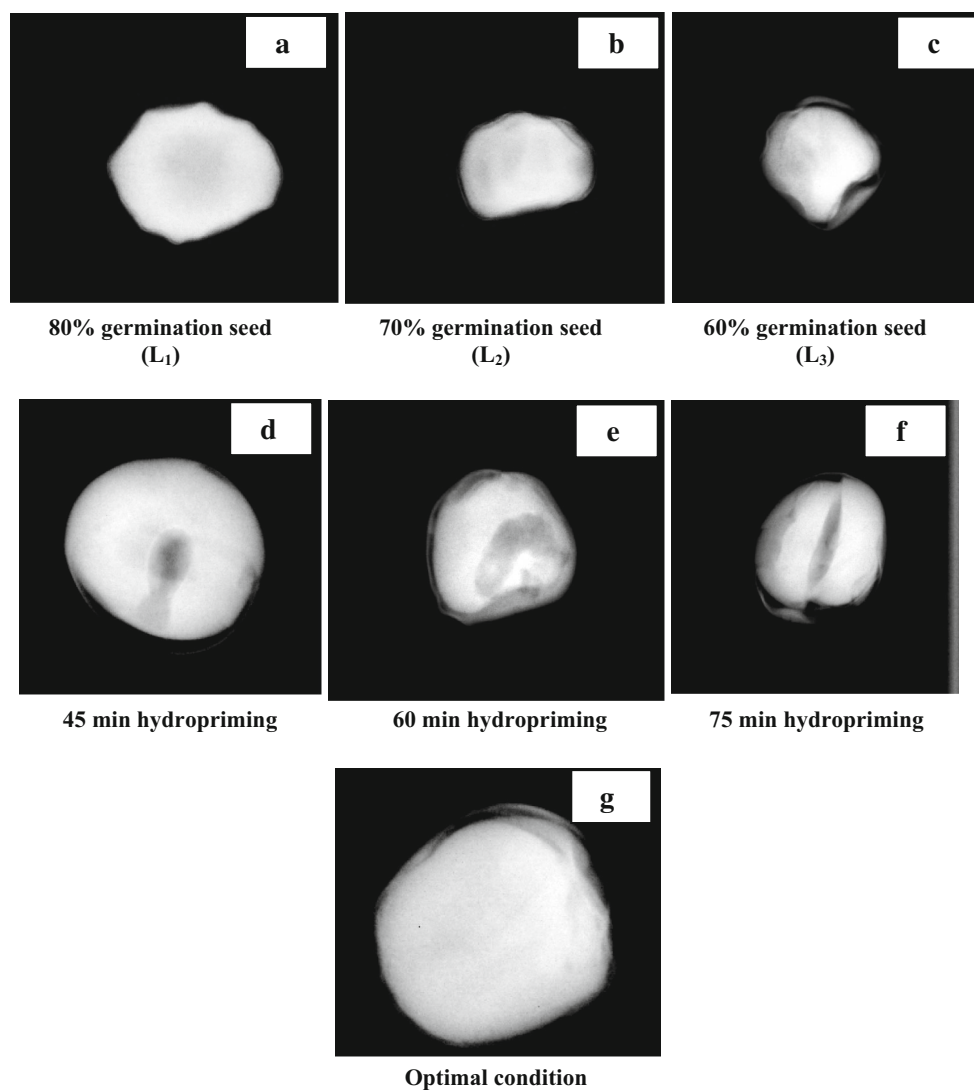 a
b
c
80% germination seed
(L₁)
70% germination seed
(L₂)
60% germination seed
(L₃)
d
e
f
45 min hydropriming
60 min hydropriming
75 min hydropriming
g
Optimal condition